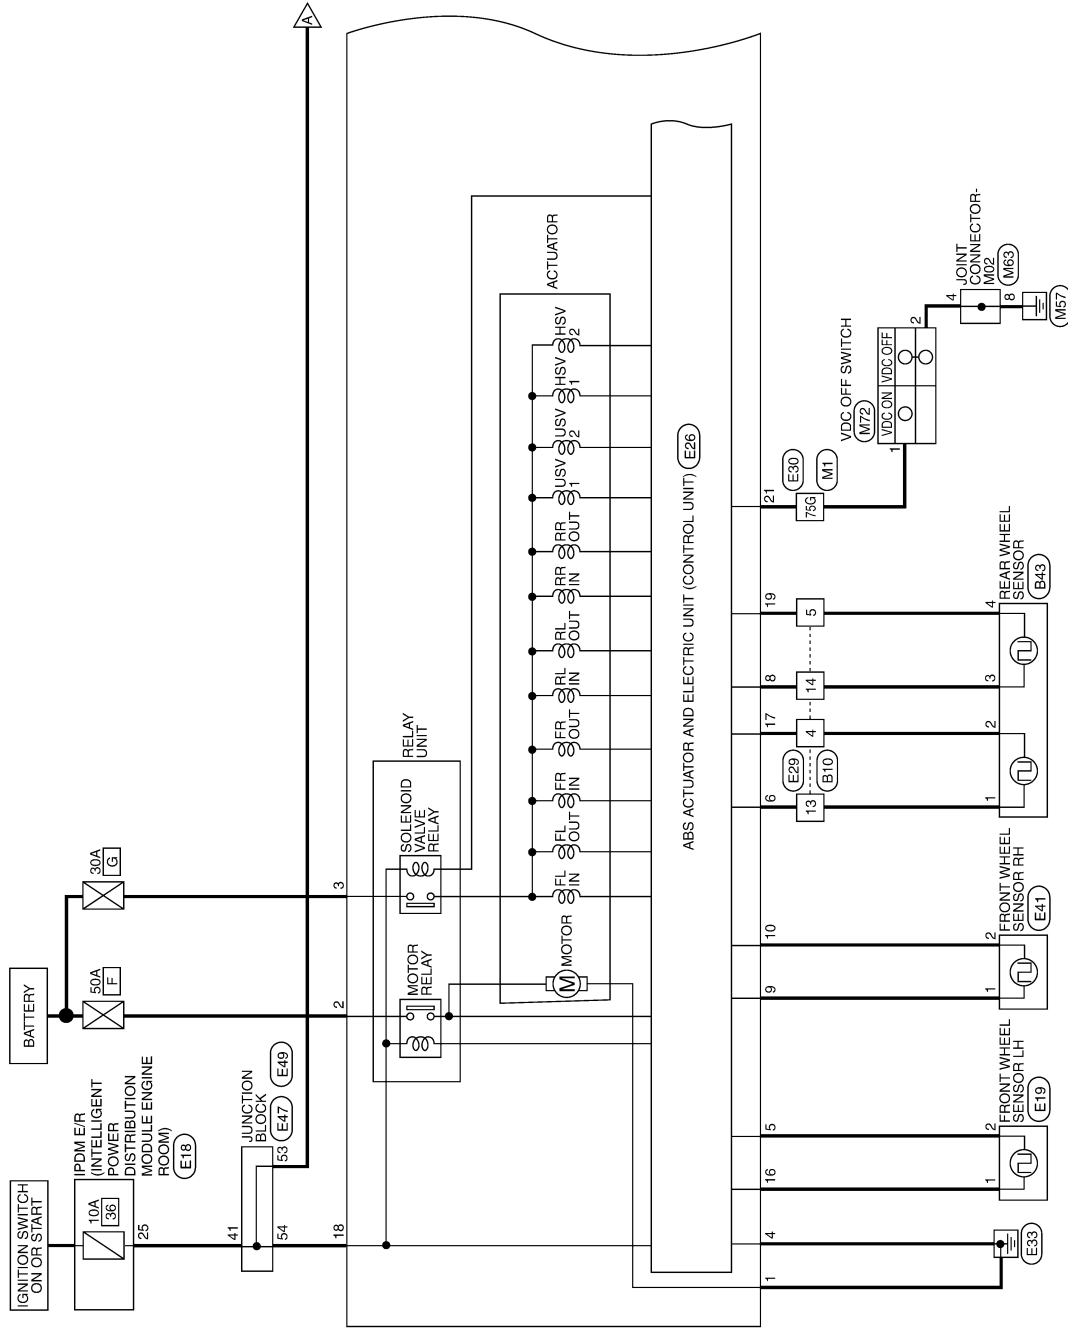 A
BATTERY
IGNITION SWITCH
ON OR START
50A
F
30A
G
10A
36
IPDM E/R
(INTELLIGENT
POWER
DISTRIBUTION
MODULE ENGINE
ROOM)
E18
25
41
JUNCTION
BLOCK
E47
E49
53
54
18
2
3
RELAY
UNIT
MOTOR
RELAY
SOLENOID
VALVE
RELAY
ACTUATOR
MOTOR
M
FL
IN
FL
OUT
FR
IN
FR
OUT
RL
IN
RL
OUT
RR
IN
RR
OUT
USV
1
USV
2
HSV
1
HSV
2
ABS ACTUATOR AND ELECTRIC UNIT (CONTROL UNIT)
E26
1
4
16
5
9
10
6
17
8
19
21
E29
B10
13
4
14
5
75G
E30
M1
VDC OFF SWITCH
M72
VDC ON
VDC OFF
1
2
JOINT
CONNECTOR-
M02
M63
4
8
M57
E33
1
2
FRONT WHEEL
SENSOR LH
E19
1
2
FRONT WHEEL
SENSOR RH
E41
1
2
3
4
REAR WHEEL
SENSOR
B43